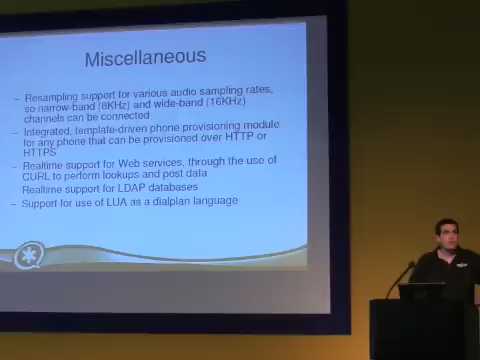 Miscellaneous
– Resampling support for various audio sampling rates,
so narrow-band (8KHz) and wide-band (16KHz)
channels can be connected
– Integrated, template-driven phone provisioning module
for any phone that can be provisioned over HTTP or
HTTPS
– Realtime support for Web services, through the use of
CURL to perform lookups and post data
Realtime support for LDAP databases
– Support for use of LUA as a dialplan language